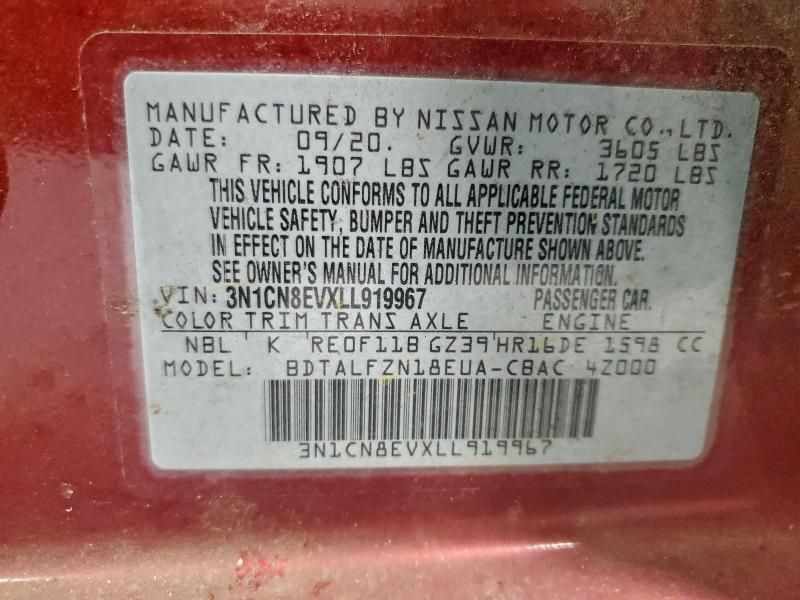 MANUFACTURED BY NISSAN MOTOR CO., LTD.
DATE: 09/20. GVWR: 3605 LBS
GAWR FR: 1907 LBS GAWR RR: 1720 LBS
THIS VEHICLE CONFORMS TO ALL APPLICABLE FEDERAL MOTOR
VEHICLE SAFETY, BUMPER AND THEFT PREVENTION STANDARDS
IN EFFECT ON THE DATE OF MANUFACTURE SHOWN ABOVE.
SEE OWNER'S MANUAL FOR ADDITIONAL INFORMATION.
VIN: 3N1CN8EVXLL919967 PASSENGER CAR.
COLOR TRIM TRANS AXLE ENGINE
NBL K RE0F11B GZ39 HR16DE 1598 CC
MODEL: BDTALFZN18EUA-CBAC 4Z000
3N1CN8EVXLL919967